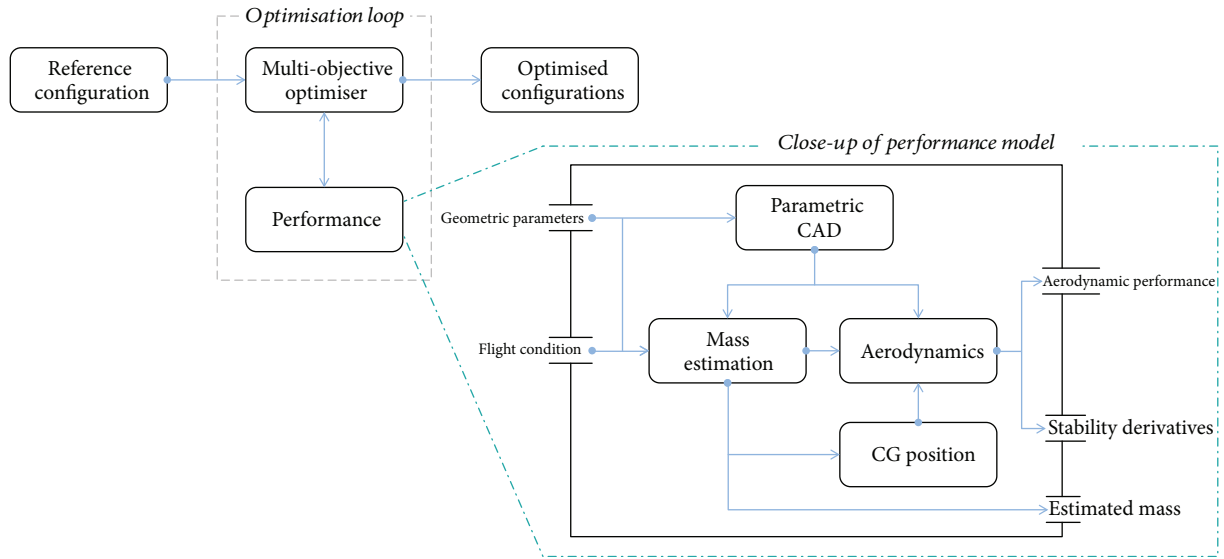 Optimisation loop
Reference
configuration
Multi-objective
optimiser
Optimised
configurations
Performance
Close-up of performance model
Geometric parameters
Parametric
CAD
Aerodynamic performance
Flight condition
Mass
estimation
Aerodynamics
Stability derivatives
CG position
Estimated mass